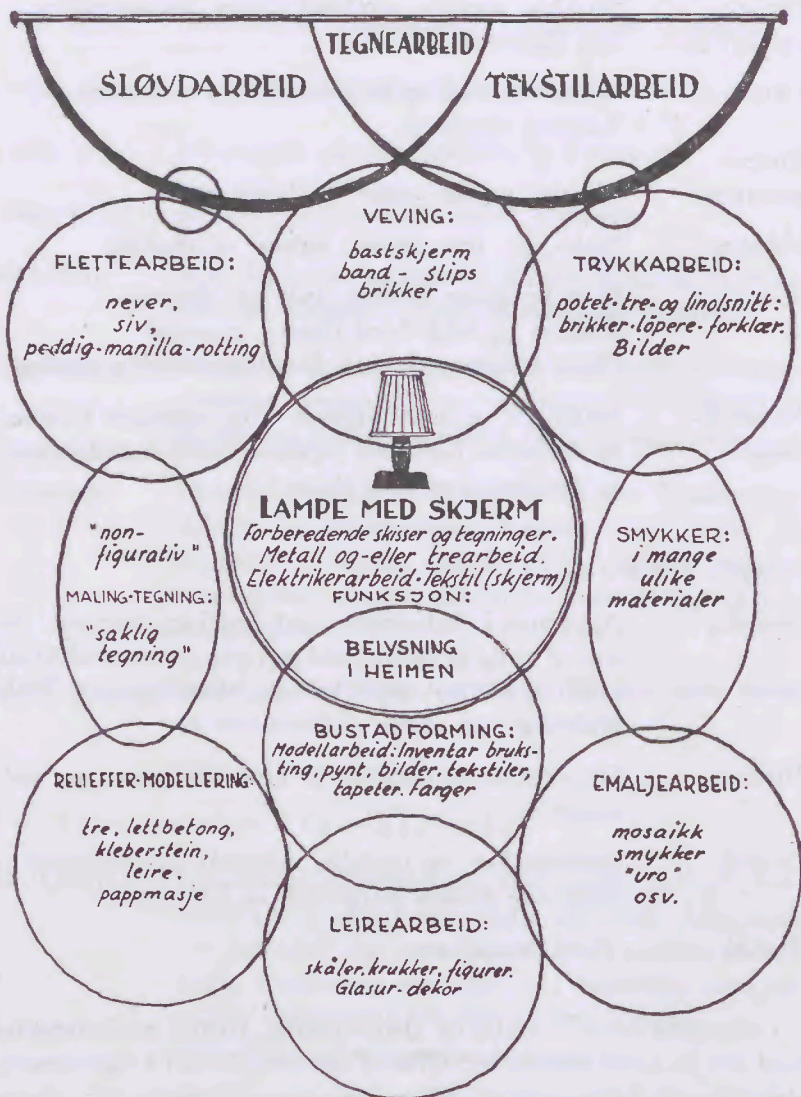 TEGNEARBEID
SLØYDARBEID
TEKSTILARBEID
VEVING:
bastskjerm
band - slips
brikker
FLETTEARBEID:
never,
siv,
peddig-manilla-rotting
TRYKKARBEID:
potet-tre-og linolsnitt:
brikker-löpere-forklær.
Bilder
LAMPE MED SKJERM
Forberedende skisser og tegninger.
Metall og-eller trearbeid.
Elektrikerarbeid-Tekstil (skjerm)
FUNKSJON:
BELYSNING
HEIMEN
"non-
figurativ"
MALING-TEGNING:
"saklig
tegning"
SMYKKER:
i mange
ulike
materialer
BUSTADFORMING:
Modellarbeid: Inventar bruks-
ting, pynt, bilder, tekstiler,
tapeter. Farger
RELIEFFER-MODELLERING:
tre, lettbetong,
kleberstein,
leire,
pappmasje
EMALJEARBEID:
mosaikk
smykker
"uro"
osv.
LEIREARBEID:
skåler, krukker, figurer.
Glasur-dekor